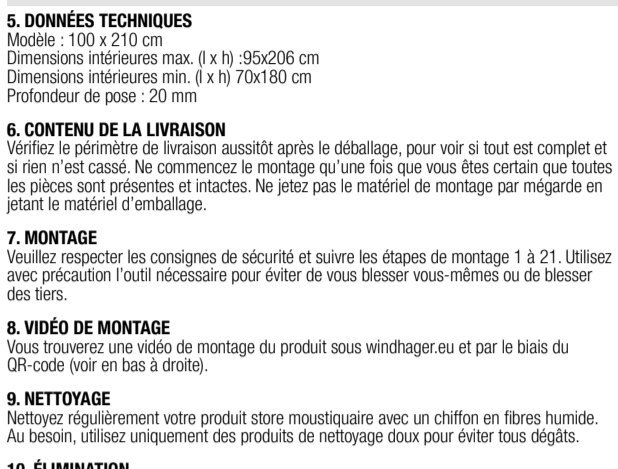 5. DONNÉES TECHNIQUES
Modèle : 100 x 210 cm
Dimensions intérieures max. (l x h) :95x206 cm
Dimensions intérieures min. (l x h) 70x180 cm
Profondeur de pose : 20 mm
6. CONTENU DE LA LIVRAISON
Vérifiez le périmètre de livraison aussitôt après le déballage, pour voir si tout est complet et
si rien n’est cassé. Ne commencez le montage qu’une fois que vous êtes certain que toutes
les pièces sont présentes et intactes. Ne jetez pas le matériel de montage par mégarde en
jetant le matériel d’emballage.
7. MONTAGE
Veuillez respecter les consignes de sécurité et suivre les étapes de montage 1 à 21. Utilisez
avec précaution l’outil nécessaire pour éviter de vous blesser vous-mêmes ou de blesser
des tiers.
8. VIDÉO DE MONTAGE
Vous trouverez une vidéo de montage du produit sous windhager.eu et par le biais du
QR-code (voir en bas à droite).
9. NETTOYAGE
Nettoyez régulièrement votre produit store moustiquaire avec un chiffon en fibres humide.
Au besoin, utilisez uniquement des produits de nettoyage doux pour éviter tous dégâts.
10. ÉLIMINATION